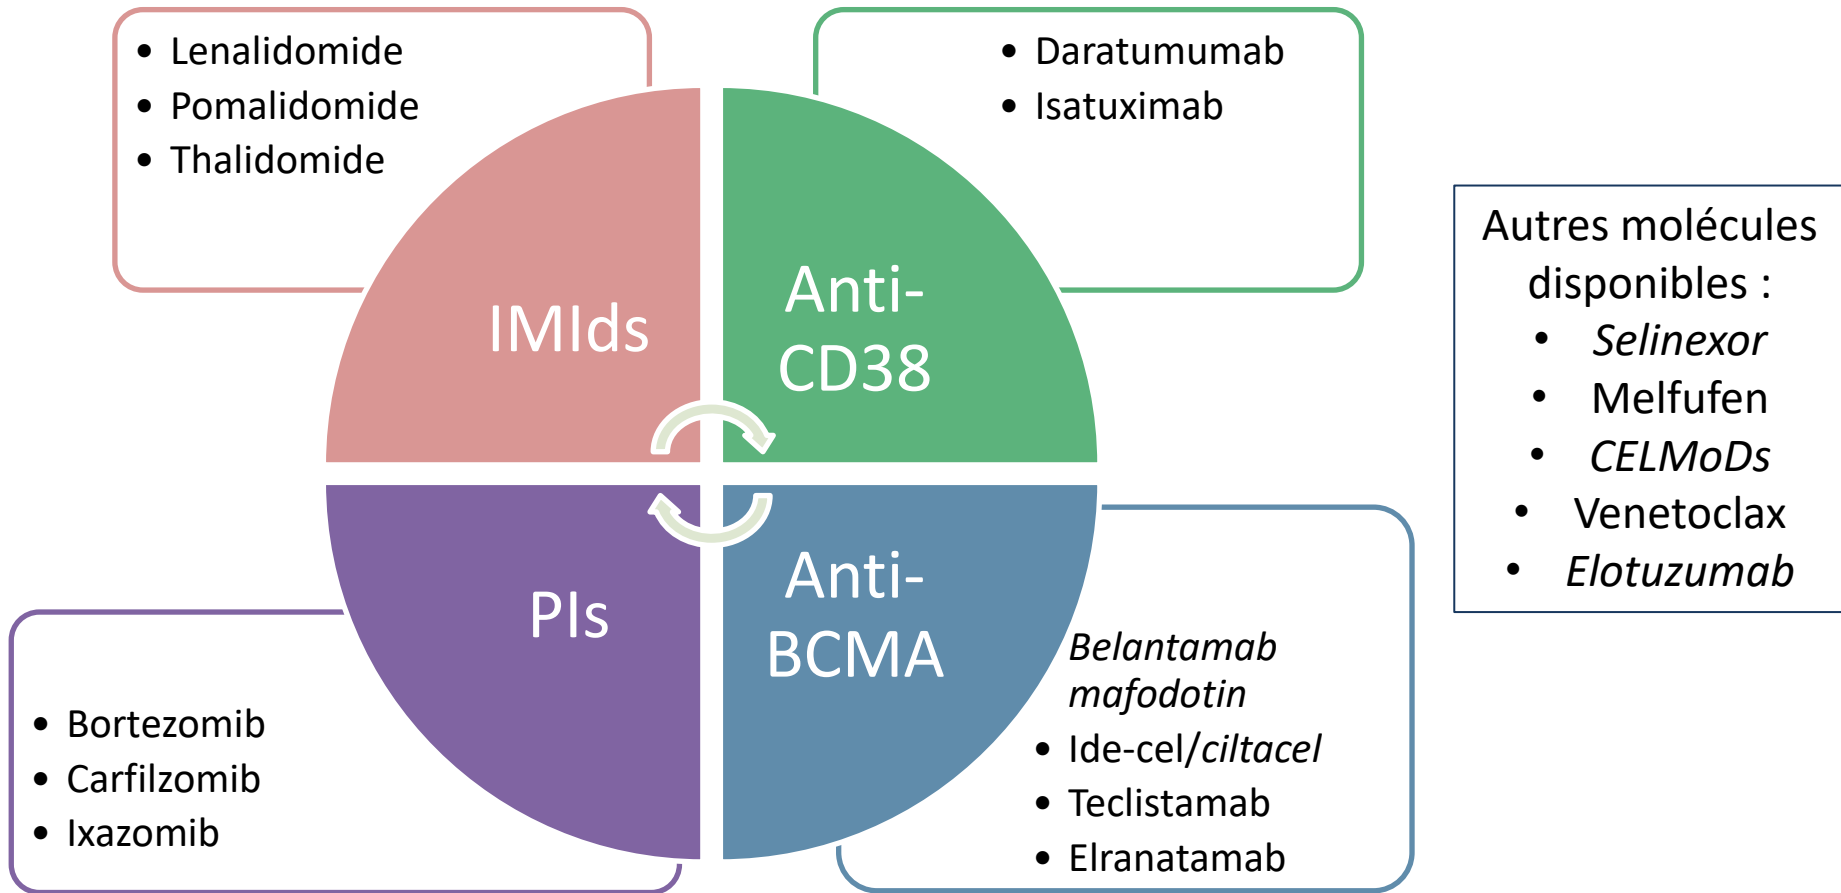 • Lenalidomide
• Pomalidomide
• Thalidomide
IMIds
• Daratumumab
• Isatuximab
Anti-
CD38
PIs
• Bortezomib
• Carfilzomib
• Ixazomib
Anti-
BCMA
Belantamab
mafodotin
• Ide-cel/ciltacel
• Teclistamab
• Elranatamab
Autres molécules
disponibles :
• Selinexor
• Melfufen
• CELMoDs
• Venetoclax
• Elotuzumab